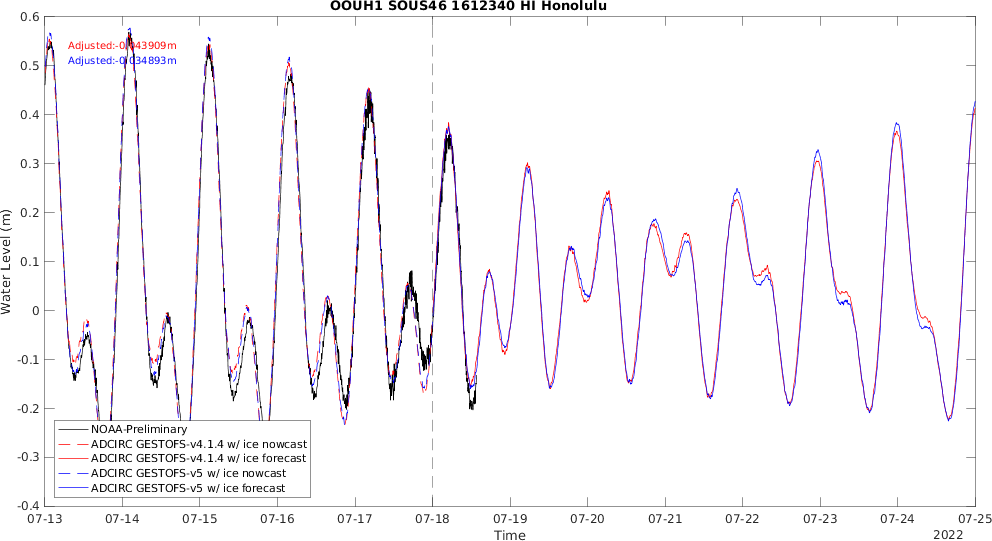 OOUH1 SOUS46 1612340 HI Honolulu
0.6
0.5
0.4
0.3
0.2
0.1
0
-0.1
-0.2
-0.3
-0.4
Water Level (m)
Adjusted:-0.043909m
Adjusted:-0.034893m
NOAA-Preliminary
ADCIRC GESTOFS-v4.1.4 w/ ice nowcast
ADCIRC GESTOFS-v4.1.4 w/ ice forecast
ADCIRC GESTOFS-v5 w/ ice nowcast
ADCIRC GESTOFS-v5 w/ ice forecast
07-13 07-14 07-15 07-16 07-17 07-18 07-19 07-20 07-21 07-22 07-23 07-24 07-25
Time
2022